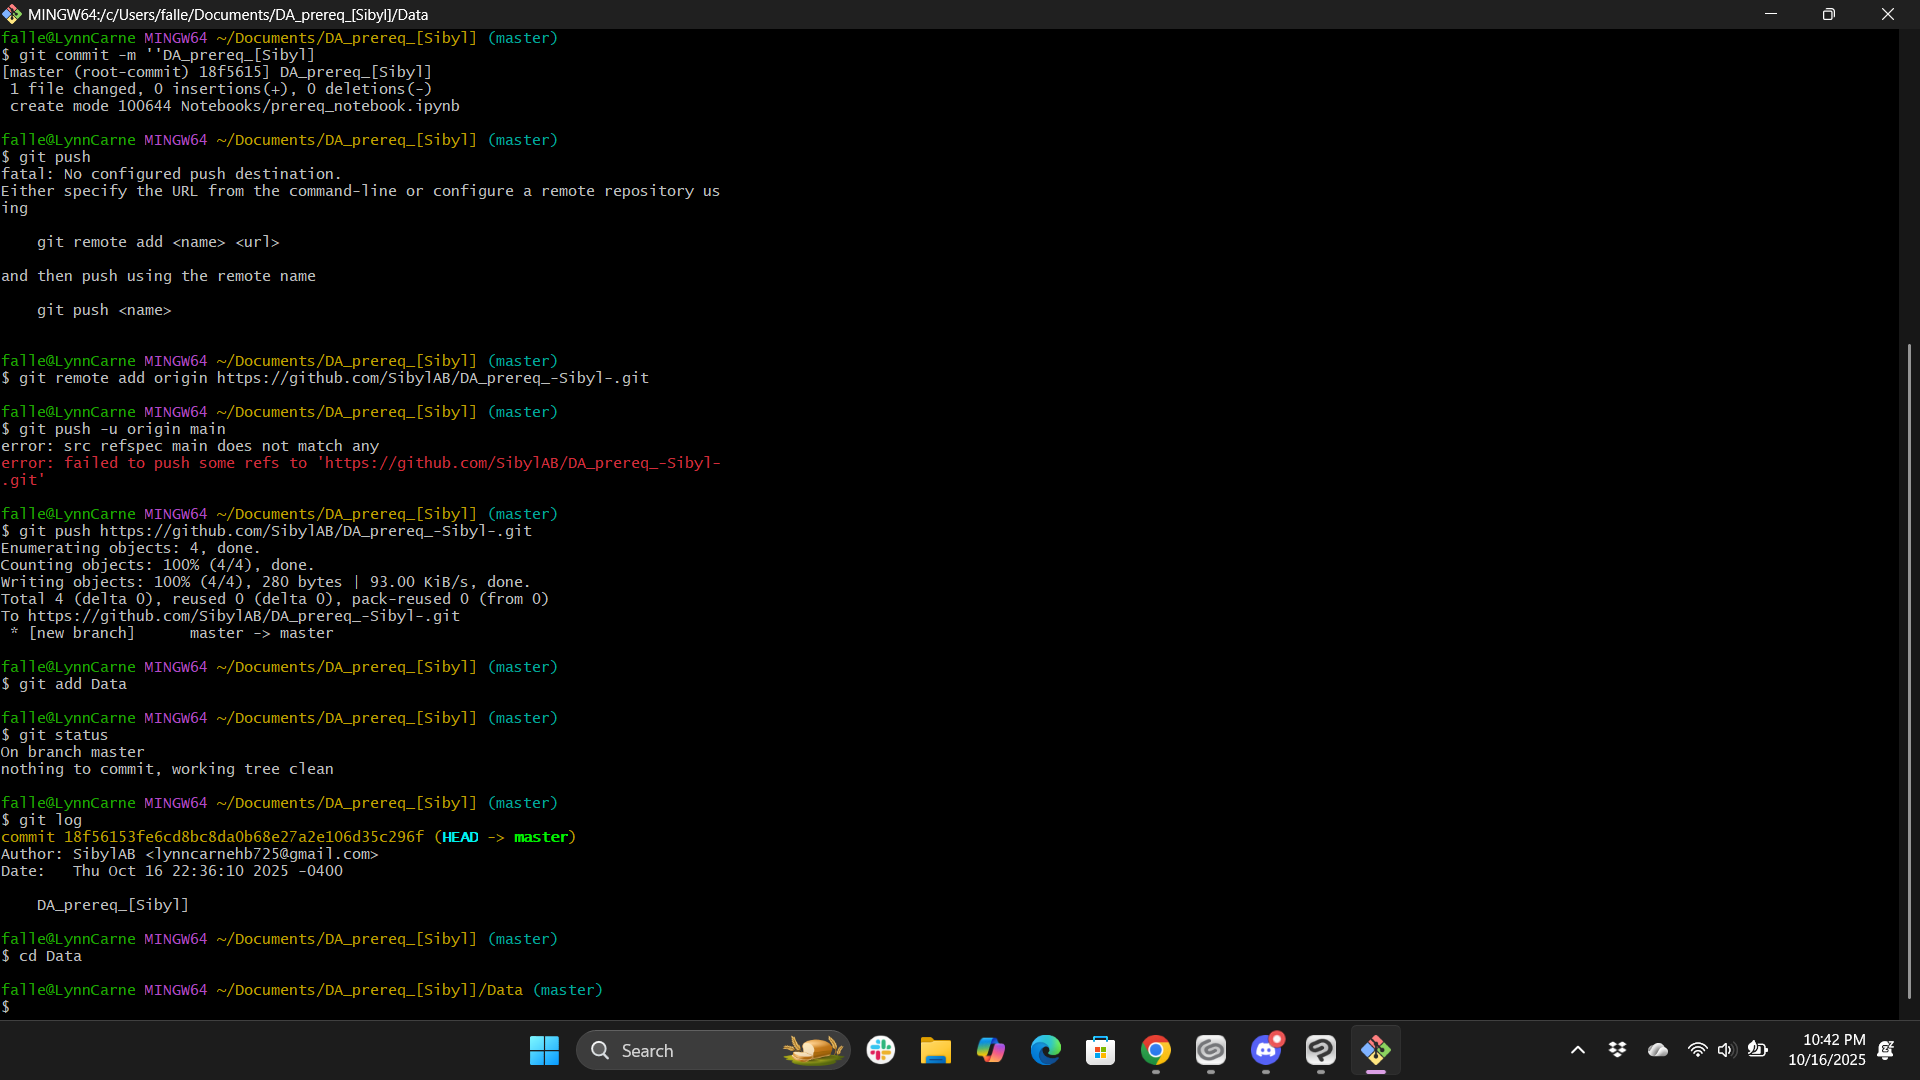 MINGW64:/c/Users/falle/Documents/DA_prereq_[Sibyl]/Data
falle@LynnCarne MINGW64 ~/Documents/DA_prereq_[Sibyl] (master)
$ git commit -m ''DA_prereq_[Sibyl]
[master (root-commit) 18f5615] DA_prereq_[Sibyl]
 1 file changed, 0 insertions(+), 0 deletions(-)
 create mode 100644 Notebooks/prereq_notebook.ipynb

falle@LynnCarne MINGW64 ~/Documents/DA_prereq_[Sibyl] (master)
$ git push
fatal: No configured push destination.
Either specify the URL from the command-line or configure a remote repository us
ing

    git remote add <name> <url>

and then push using the remote name

    git push <name>

falle@LynnCarne MINGW64 ~/Documents/DA_prereq_[Sibyl] (master)
$ git remote add origin https://github.com/SibylAB/DA_prereq_-Sibyl-.git

falle@LynnCarne MINGW64 ~/Documents/DA_prereq_[Sibyl] (master)
$ git push -u origin main
error: src refspec main does not match any
error: failed to push some refs to 'https://github.com/SibylAB/DA_prereq_-Sibyl-
.git'

falle@LynnCarne MINGW64 ~/Documents/DA_prereq_[Sibyl] (master)
$ git push https://github.com/SibylAB/DA_prereq_-Sibyl-.git
Enumerating objects: 4, done.
Counting objects: 100% (4/4), done.
Writing objects: 100% (4/4), 280 bytes | 93.00 KiB/s, done.
Total 4 (delta 0), reused 0 (delta 0), pack-reused 0 (from 0)
To https://github.com/SibylAB/DA_prereq_-Sibyl-.git
 * [new branch]      master -> master

falle@LynnCarne MINGW64 ~/Documents/DA_prereq_[Sibyl] (master)
$ git add Data

falle@LynnCarne MINGW64 ~/Documents/DA_prereq_[Sibyl] (master)
$ git status
On branch master
nothing to commit, working tree clean

falle@LynnCarne MINGW64 ~/Documents/DA_prereq_[Sibyl] (master)
$ git log
commit 18f56153fe6cd8bc8da0b68e27a2e106d35c296f (HEAD -> master)
Author: SibylAB <lynncarnehb725@gmail.com>
Date:   Thu Oct 16 22:36:10 2025 -0400

    DA_prereq_[Sibyl]

falle@LynnCarne MINGW64 ~/Documents/DA_prereq_[Sibyl] (master)
$ cd Data

falle@LynnCarne MINGW64 ~/Documents/DA_prereq_[Sibyl]/Data (master)
$
Search
10:42 PM
10/16/2025